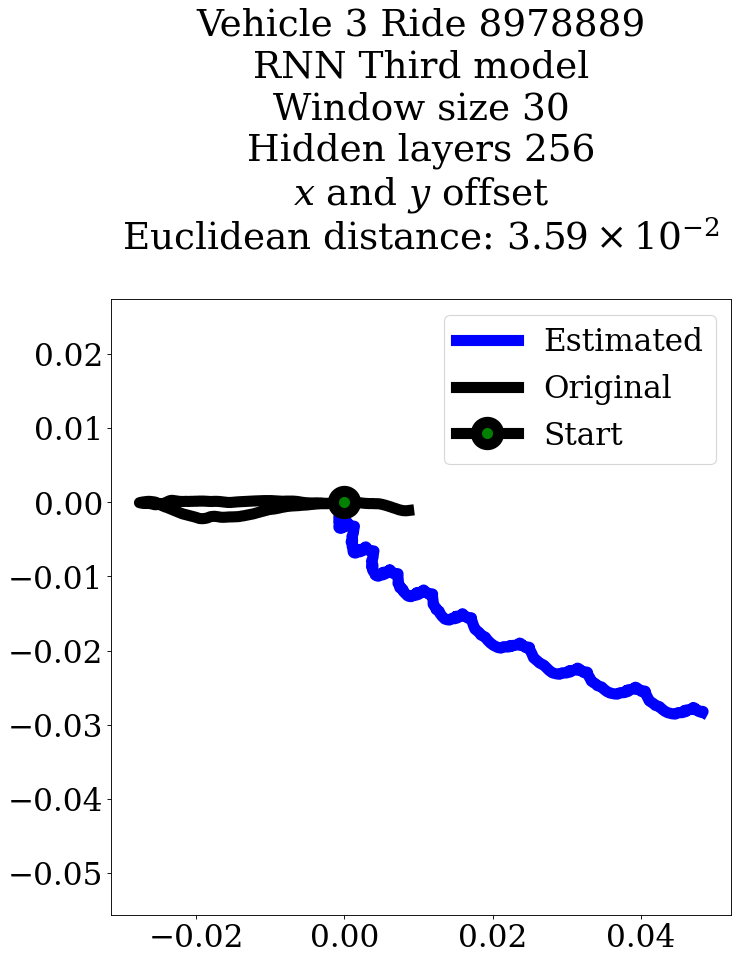 Vehicle 3 Ride 8978889
RNN Third model
Window size 30
Hidden layers 256
x and y offset
Euclidean distance: 3.59 × 10⁻²
Estimated
Original
Start
0.02
0.01
0.00
−0.01
−0.02
−0.03
−0.04
−0.05
−0.02 0.00 0.02 0.04